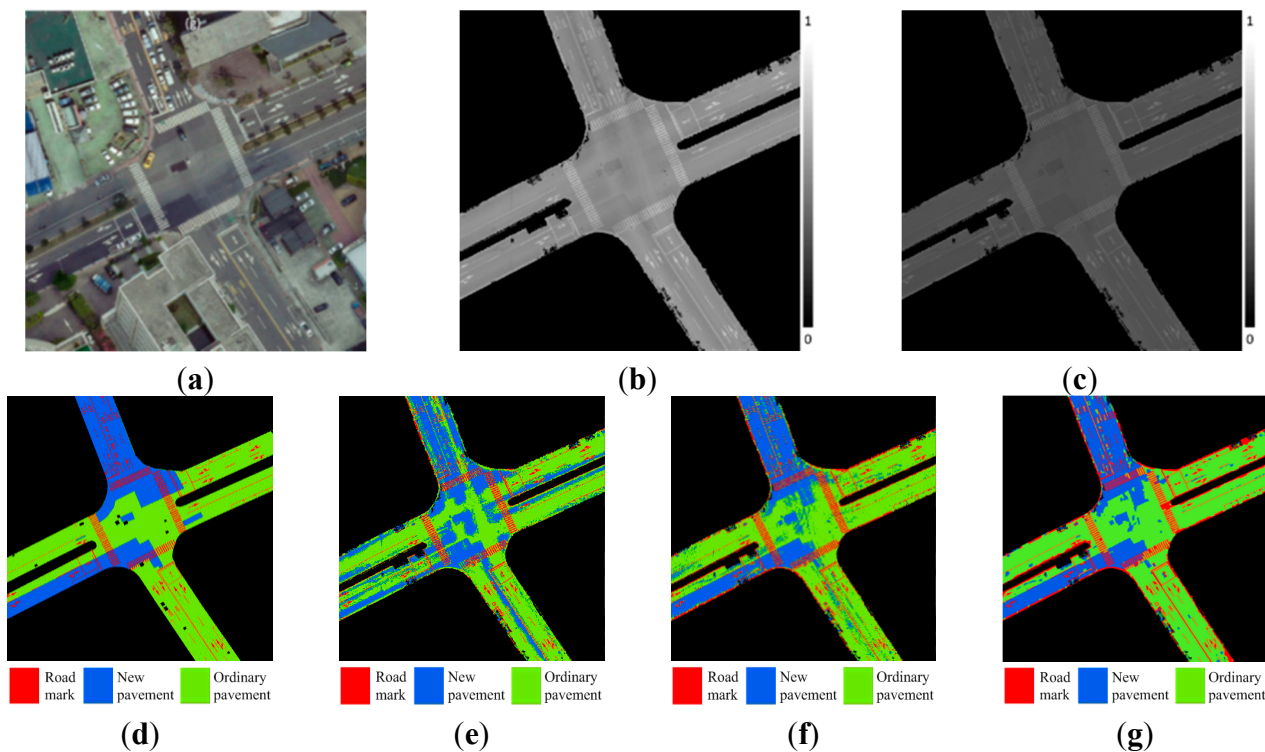 1
1
0
0
(a)
(b)
(c)
Road mark New pavement Ordinary pavement
Road mark New pavement Ordinary pavement
Road mark New pavement Ordinary pavement
Road mark New pavement Ordinary pavement
(d)
(e)
(f)
(g)